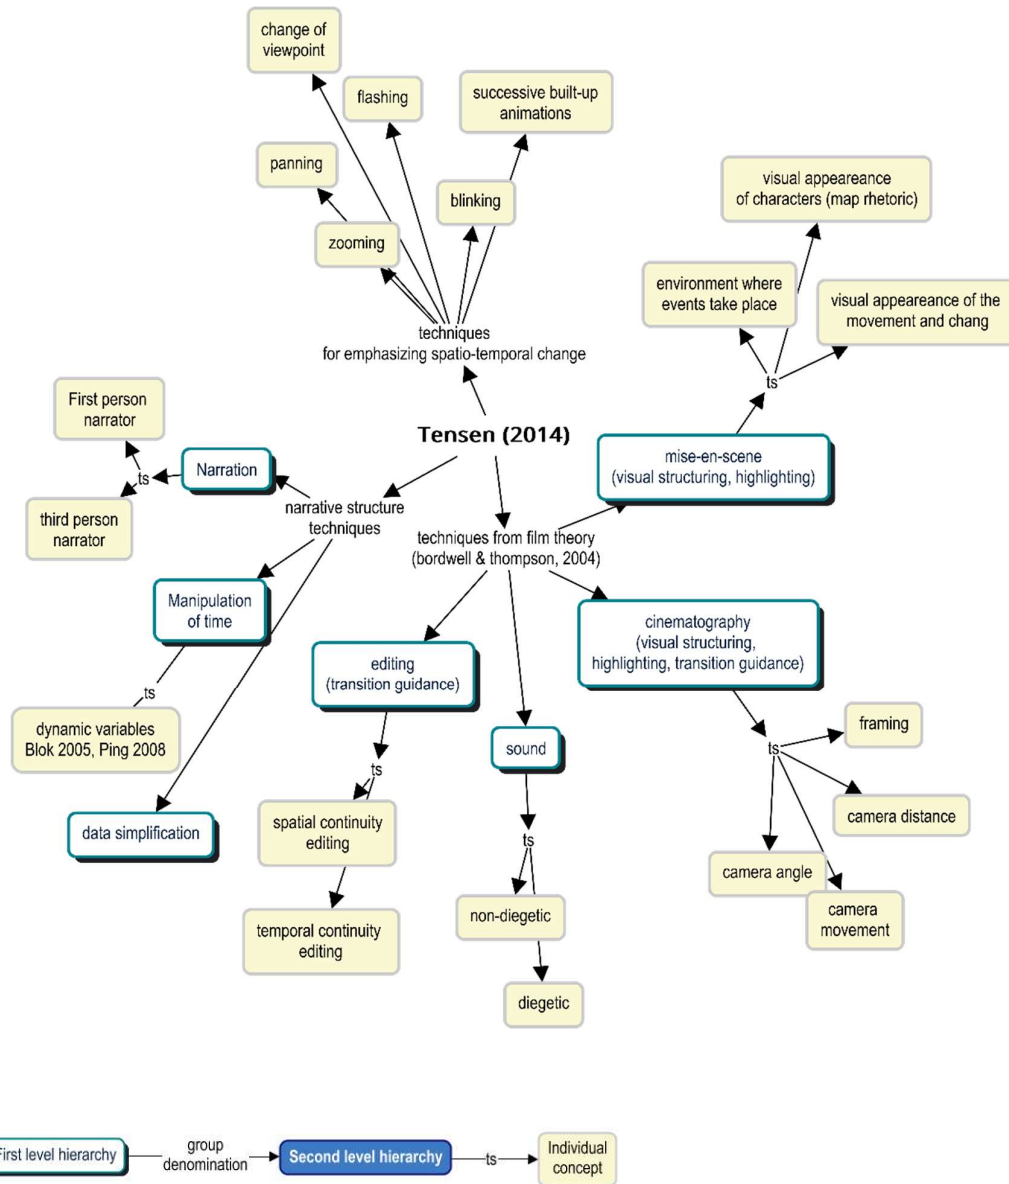 change of
viewpoint
flashing
successive built-up
animations
panning
blinking
zooming
visual appeareance
of characters (map rhetoric)
environment where
events take place
visual appeareance of the
movement and chang
techniques
for emphasizing spatio-temporal change
ts
First person
narrator
Tensen (2014)
mise-en-scene
(visual structuring, highlighting)
Narration
ts
third person
narrator
narrative structure
techniques
techniques from film theory
(bordwell & thompson, 2004)
Manipulation
of time
cinematography
(visual structuring,
highlighting, transition guidance)
editing
(transition guidance)
ts
dynamic variables
Blok 2005, Ping 2008
sound
framing
ts
ts
data simplification
spatial continuity
editing
camera distance
ts
camera angle
non-diegetic
camera
movement
temporal continuity
editing
diegetic
First level hierarchy
group
denomination
Second level hierarchy
ts
Individual
concept